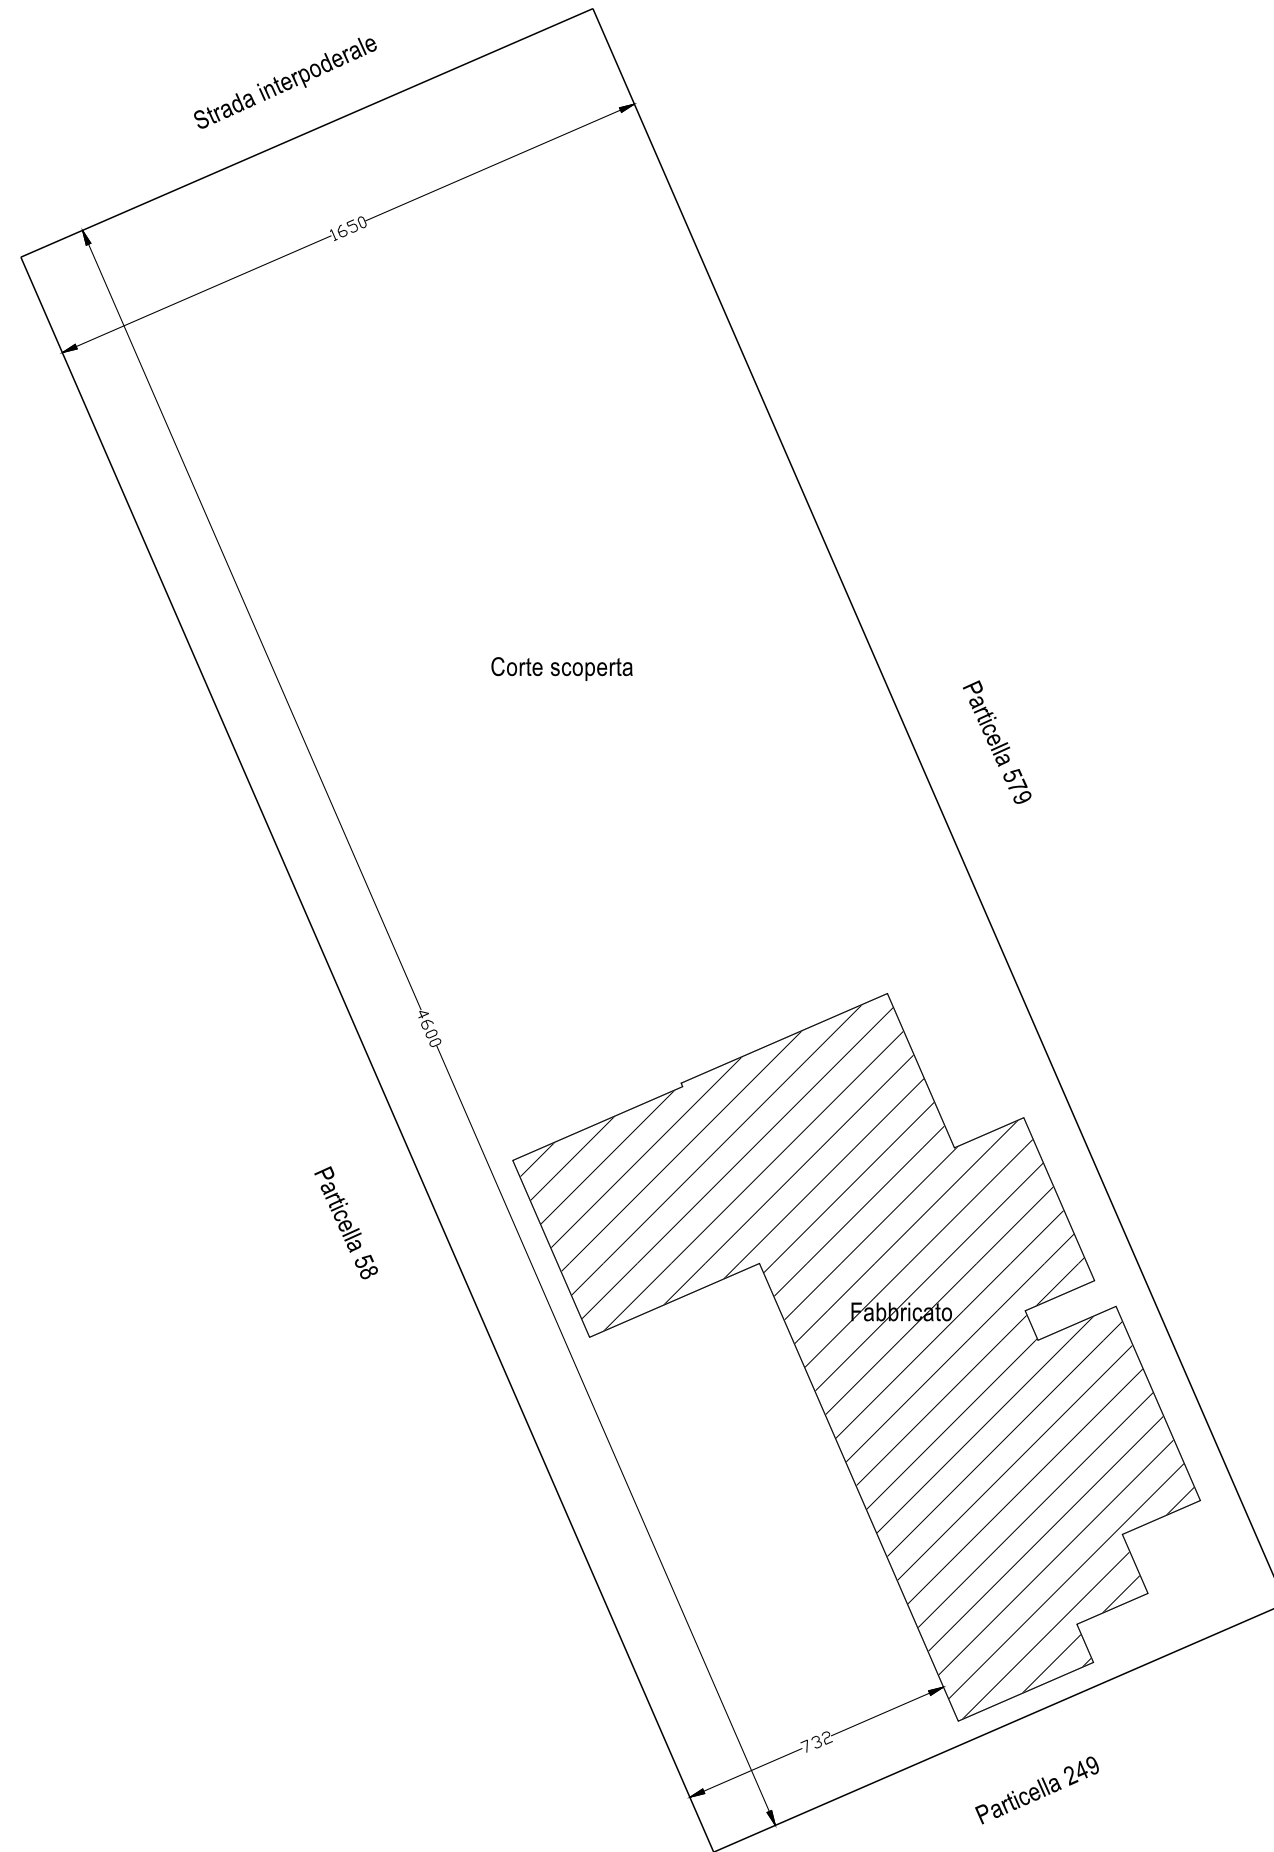 Strada interpoderale
1650
Corte scoperta
Particella 579
4600
Particella 58
Fabbricato
732
Particella 249